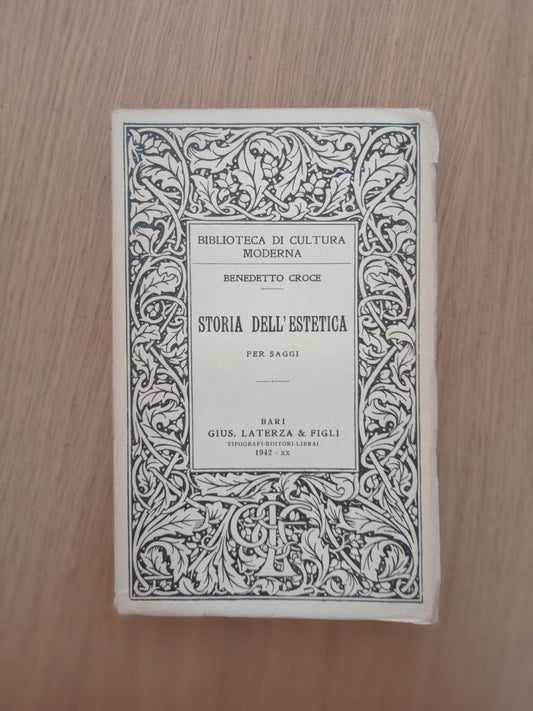 BIBLIOTECA DI CULTURA
MODERNA
BENEDETTO CROCE
STORIA DELL'ESTETICA
PER SAGGI
BARI
GIUS. LATERZA & FIGLI
TIPOGRAFI-EDITORI-LIBRAI
1942 - XX